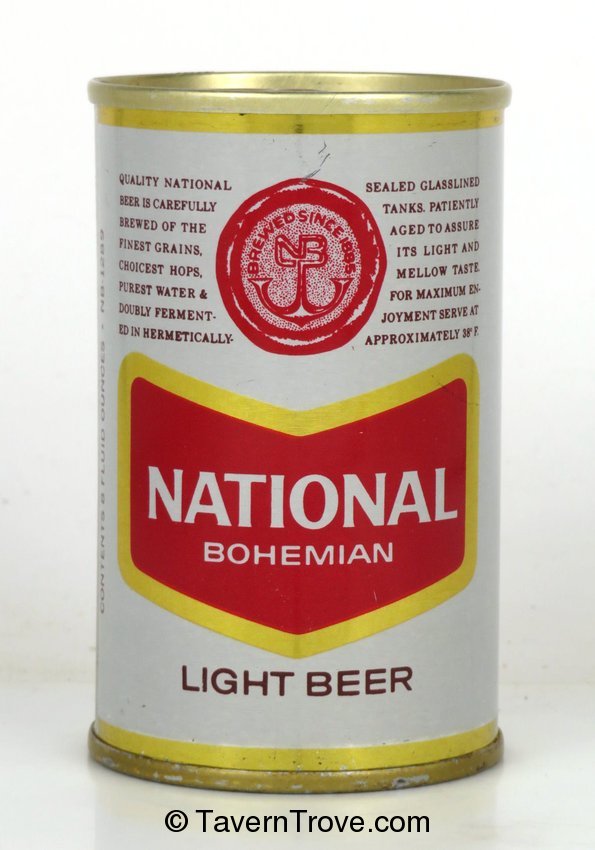 QUALITY NATIONAL
BEER IS CAREFULLY
BREWED OF THE
FINEST GRAINS,
CHOICEST HOPS,
PUREST WATER &
DOUBLY FERMENT-
ED IN HERMETICALLY-
SEALED GLASSLINED
TANKS. PATIENTLY
AGED TO ASSURE
ITS LIGHT AND
MELLOW TASTE.
FOR MAXIMUM EN-
JOYMENT SERVE AT
APPROXIMATELY 38° F.
BREWED SINCE 1885
NB
CONTENTS 8 FLUID OUNCES • NB-1289
NATIONAL
BOHEMIAN
LIGHT BEER
© TavernTrove.com